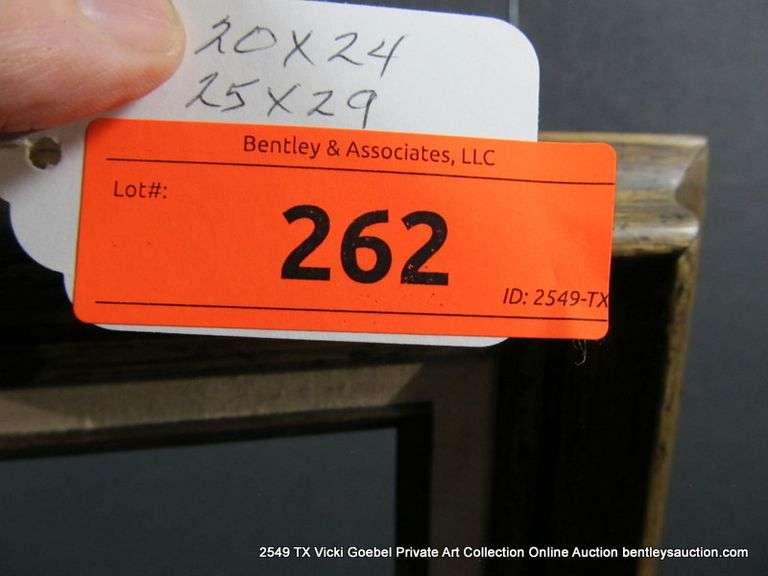 20X24
25X29
Bentley & Associates, LLC
Lot#:
262
ID: 2549-TX
2549 TX Vicki Goebel Private Art Collection Online Auction bentleysauction.com